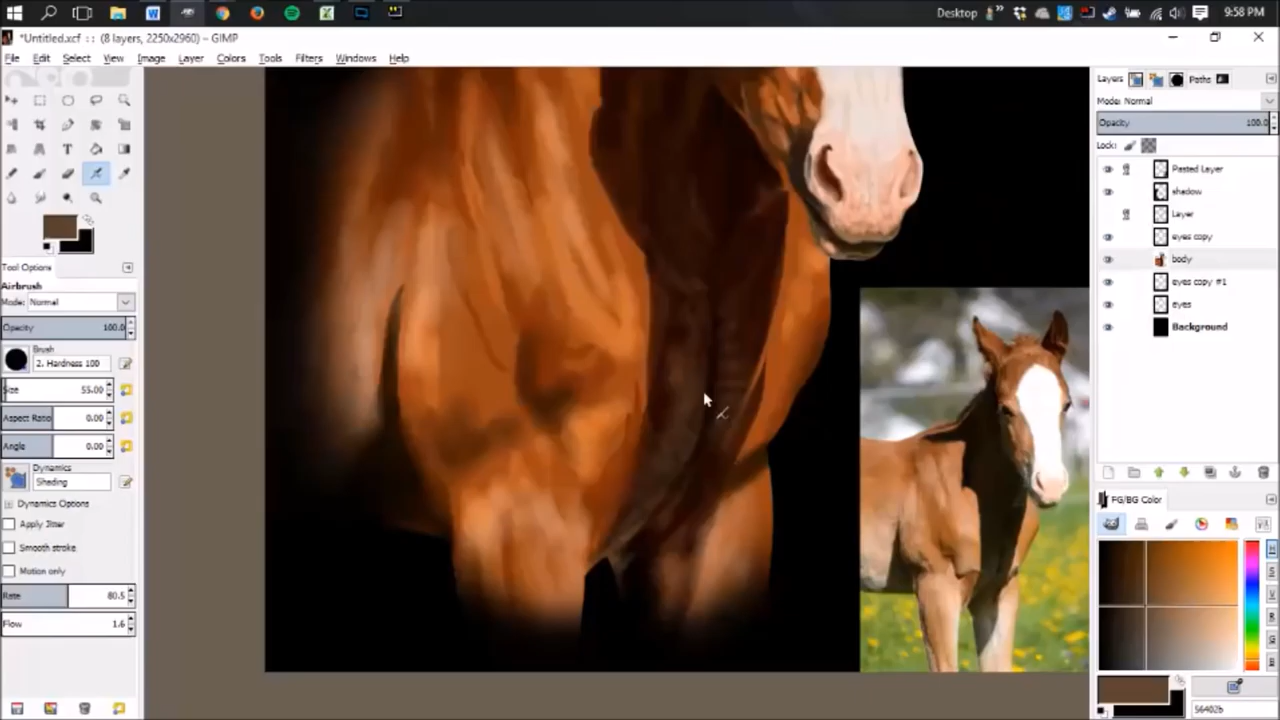 Desktop
9:58 PM
*Untitled.xcf :: (8 layers, 2250x2960) – GIMP
File Edit Select View Image Layer Colors Tools Filters Windows Help
Layers
Paths
Mode: Normal
Opacity 100.0
Lock:
Pasted Layer
shadow
Layer
eyes copy
body
eyes copy #1
eyes
Background
Tool Options
Airbrush
Mode: Normal
Opacity 100.0
Brush
2. Hardness 100
Size 55.00
Aspect Ratio 0.00
Angle 0.00
Dynamics
Shading
Dynamics Options
Apply Jitter
Smooth stroke
Motion only
Rate 80.5
Flow 1.6
FG/BG Color
56402b